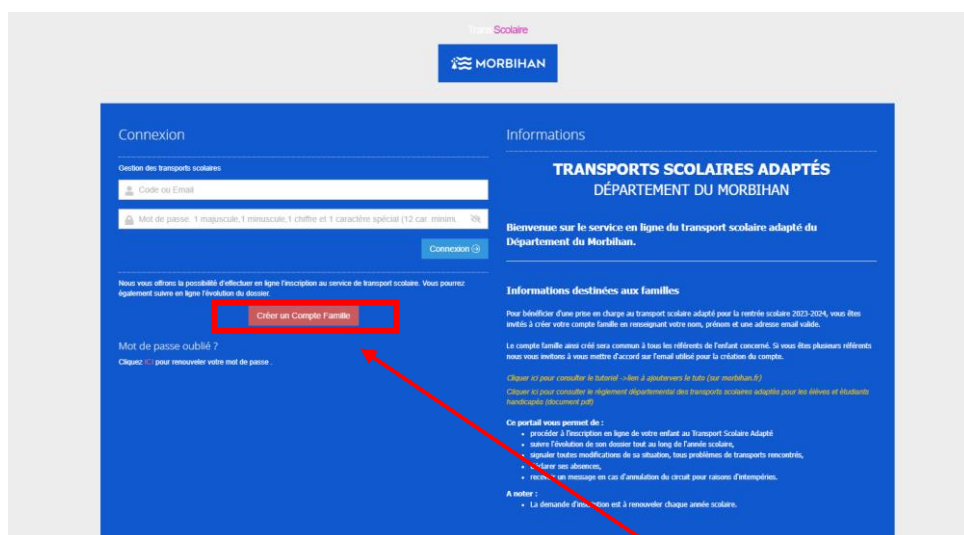 TransScolaire
MORBIHAN
Connexion
Gestion des transports scolaires
Code ou Email
Mot de passe. 1 majuscule,1 minuscule,1 chiffre et 1 caractère spécial (12 car. minimu
Connexion
Nous vous offrons la possibilité d'effectuer en ligne l'inscription au service de transport scolaire. Vous pourrez
également suivre en ligne l'évolution du dossier.
Créer un Compte Famille
Mot de passe oublié ?
Cliquez ICI pour renouveler votre mot de passe .
Informations
TRANSPORTS SCOLAIRES ADAPTÉS
DÉPARTEMENT DU MORBIHAN
Bienvenue sur le service en ligne du transport scolaire adapté du
Département du Morbihan.
Informations destinées aux familles
Pour bénéficier d'une prise en charge au transport scolaire adapté pour la rentrée scolaire 2023-2024, vous êtes
invités à créer votre compte famille en renseignant votre nom, prénom et une adresse email valide.
Le compte famille ainsi créé sera commun à tous les référents de l'enfant concerné. Si vous êtes plusieurs référents
nous vous invitons à vous mettre d'accord sur l'email utilisé pour la création du compte.
Cliquer ici pour consulter le tutoriel ->lien à ajoutervers le tuto (sur morbihan.fr)
Cliquer ici pour consulter le règlement départemental des transports scolaires adaptés pour les élèves et étudiants
handicapés (document pdf)
Ce portail vous permet de :
• procéder à l'inscription en ligne de votre enfant au Transport Scolaire Adapté
• suivre l'évolution de son dossier tout au long de l'année scolaire,
• signaler toutes modifications de sa situation, tous problèmes de transports rencontrés,
• déclarer ses absences,
• recevoir un message en cas d'annulation du circuit pour raisons d'intempéries.
A noter :
• La demande d'inscription est à renouveler chaque année scolaire.